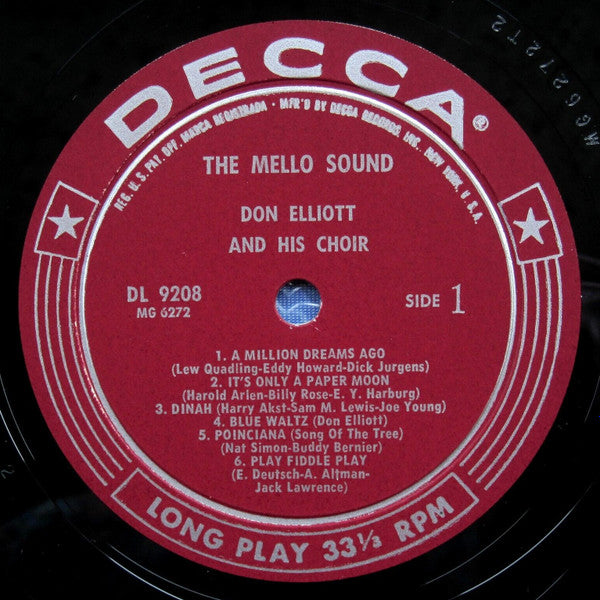 DECCA®
REG. U.S. PAT. OFF. MARCA REGISTRADA • MFR'D BY DECCA RECORDS, INC., NEW YORK, U.S.A.
MG6272T2
THE MELLO SOUND
DON ELLIOTT
AND HIS CHOIR
DL 9208
MG 6272
SIDE 1
1. A MILLION DREAMS AGO
(Lew Quadling-Eddy Howard-Dick Jurgens)
2. IT'S ONLY A PAPER MOON
(Harold Arlen-Billy Rose-E. Y. Harburg)
3. DINAH (Harry Akst-Sam M. Lewis-Joe Young)
4. BLUE WALTZ (Don Elliott)
5. POINCIANA (Song Of The Tree)
(Nat Simon-Buddy Bernier)
6. PLAY FIDDLE PLAY
(E. Deutsch-A. Altman-
Jack Lawrence)
LONG PLAY 33⅓ RPM
2